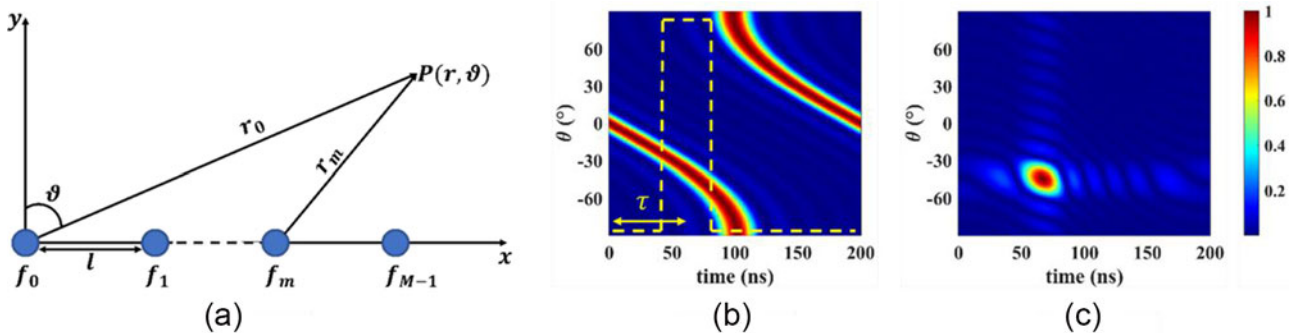 y
P(r, ϑ)
r₀
rₘ
ϑ
l
x
f₀
f₁
fₘ
f_{M−1}
(a)
60
30
0
-30
-60
θ (°)
τ
0
50
100
150
200
time (ns)
(b)
60
30
0
-30
-60
θ (°)
0
50
100
150
200
time (ns)
(c)
1
0.8
0.6
0.4
0.2